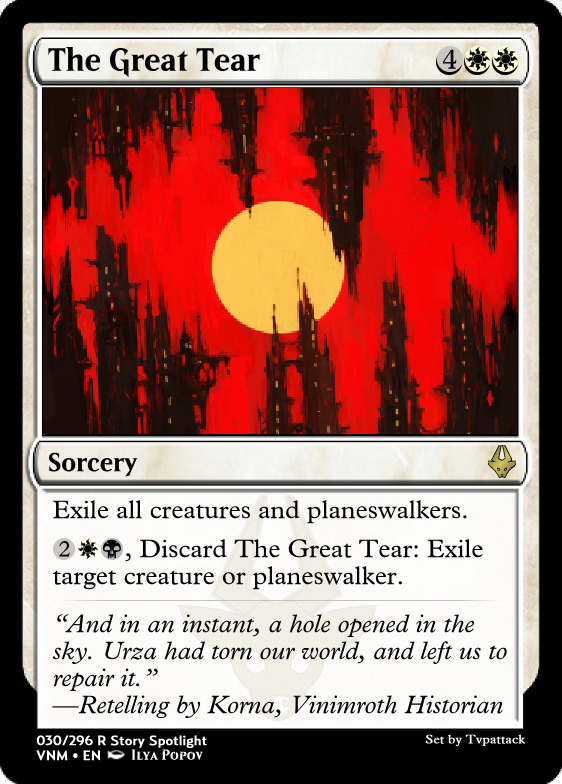 The Great Tear 4
Sorcery
Exile all creatures and planeswalkers.
2, Discard The Great Tear: Exile
target creature or planeswalker.
“And in an instant, a hole opened in the
sky. Urza had torn our world, and left us to
repair it.”
—Retelling by Korna, Vinimroth Historian
030/296 R Story Spotlight Set by Tvpattack
VNM • EN Ilya Popov